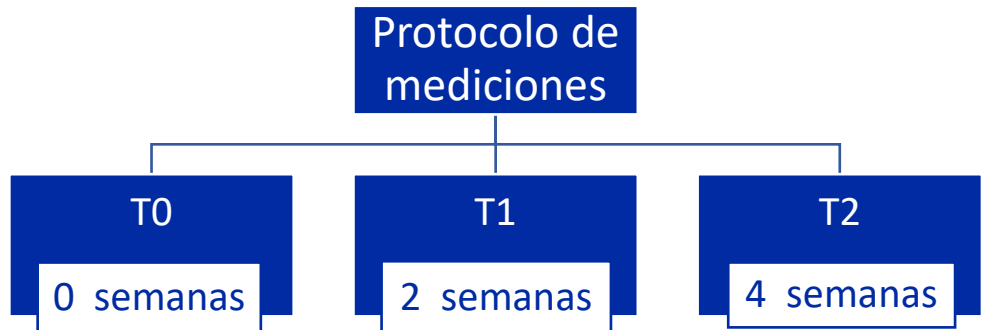 Protocolo de
mediciones
T0
T1
T2
0 semanas
2 semanas
4 semanas